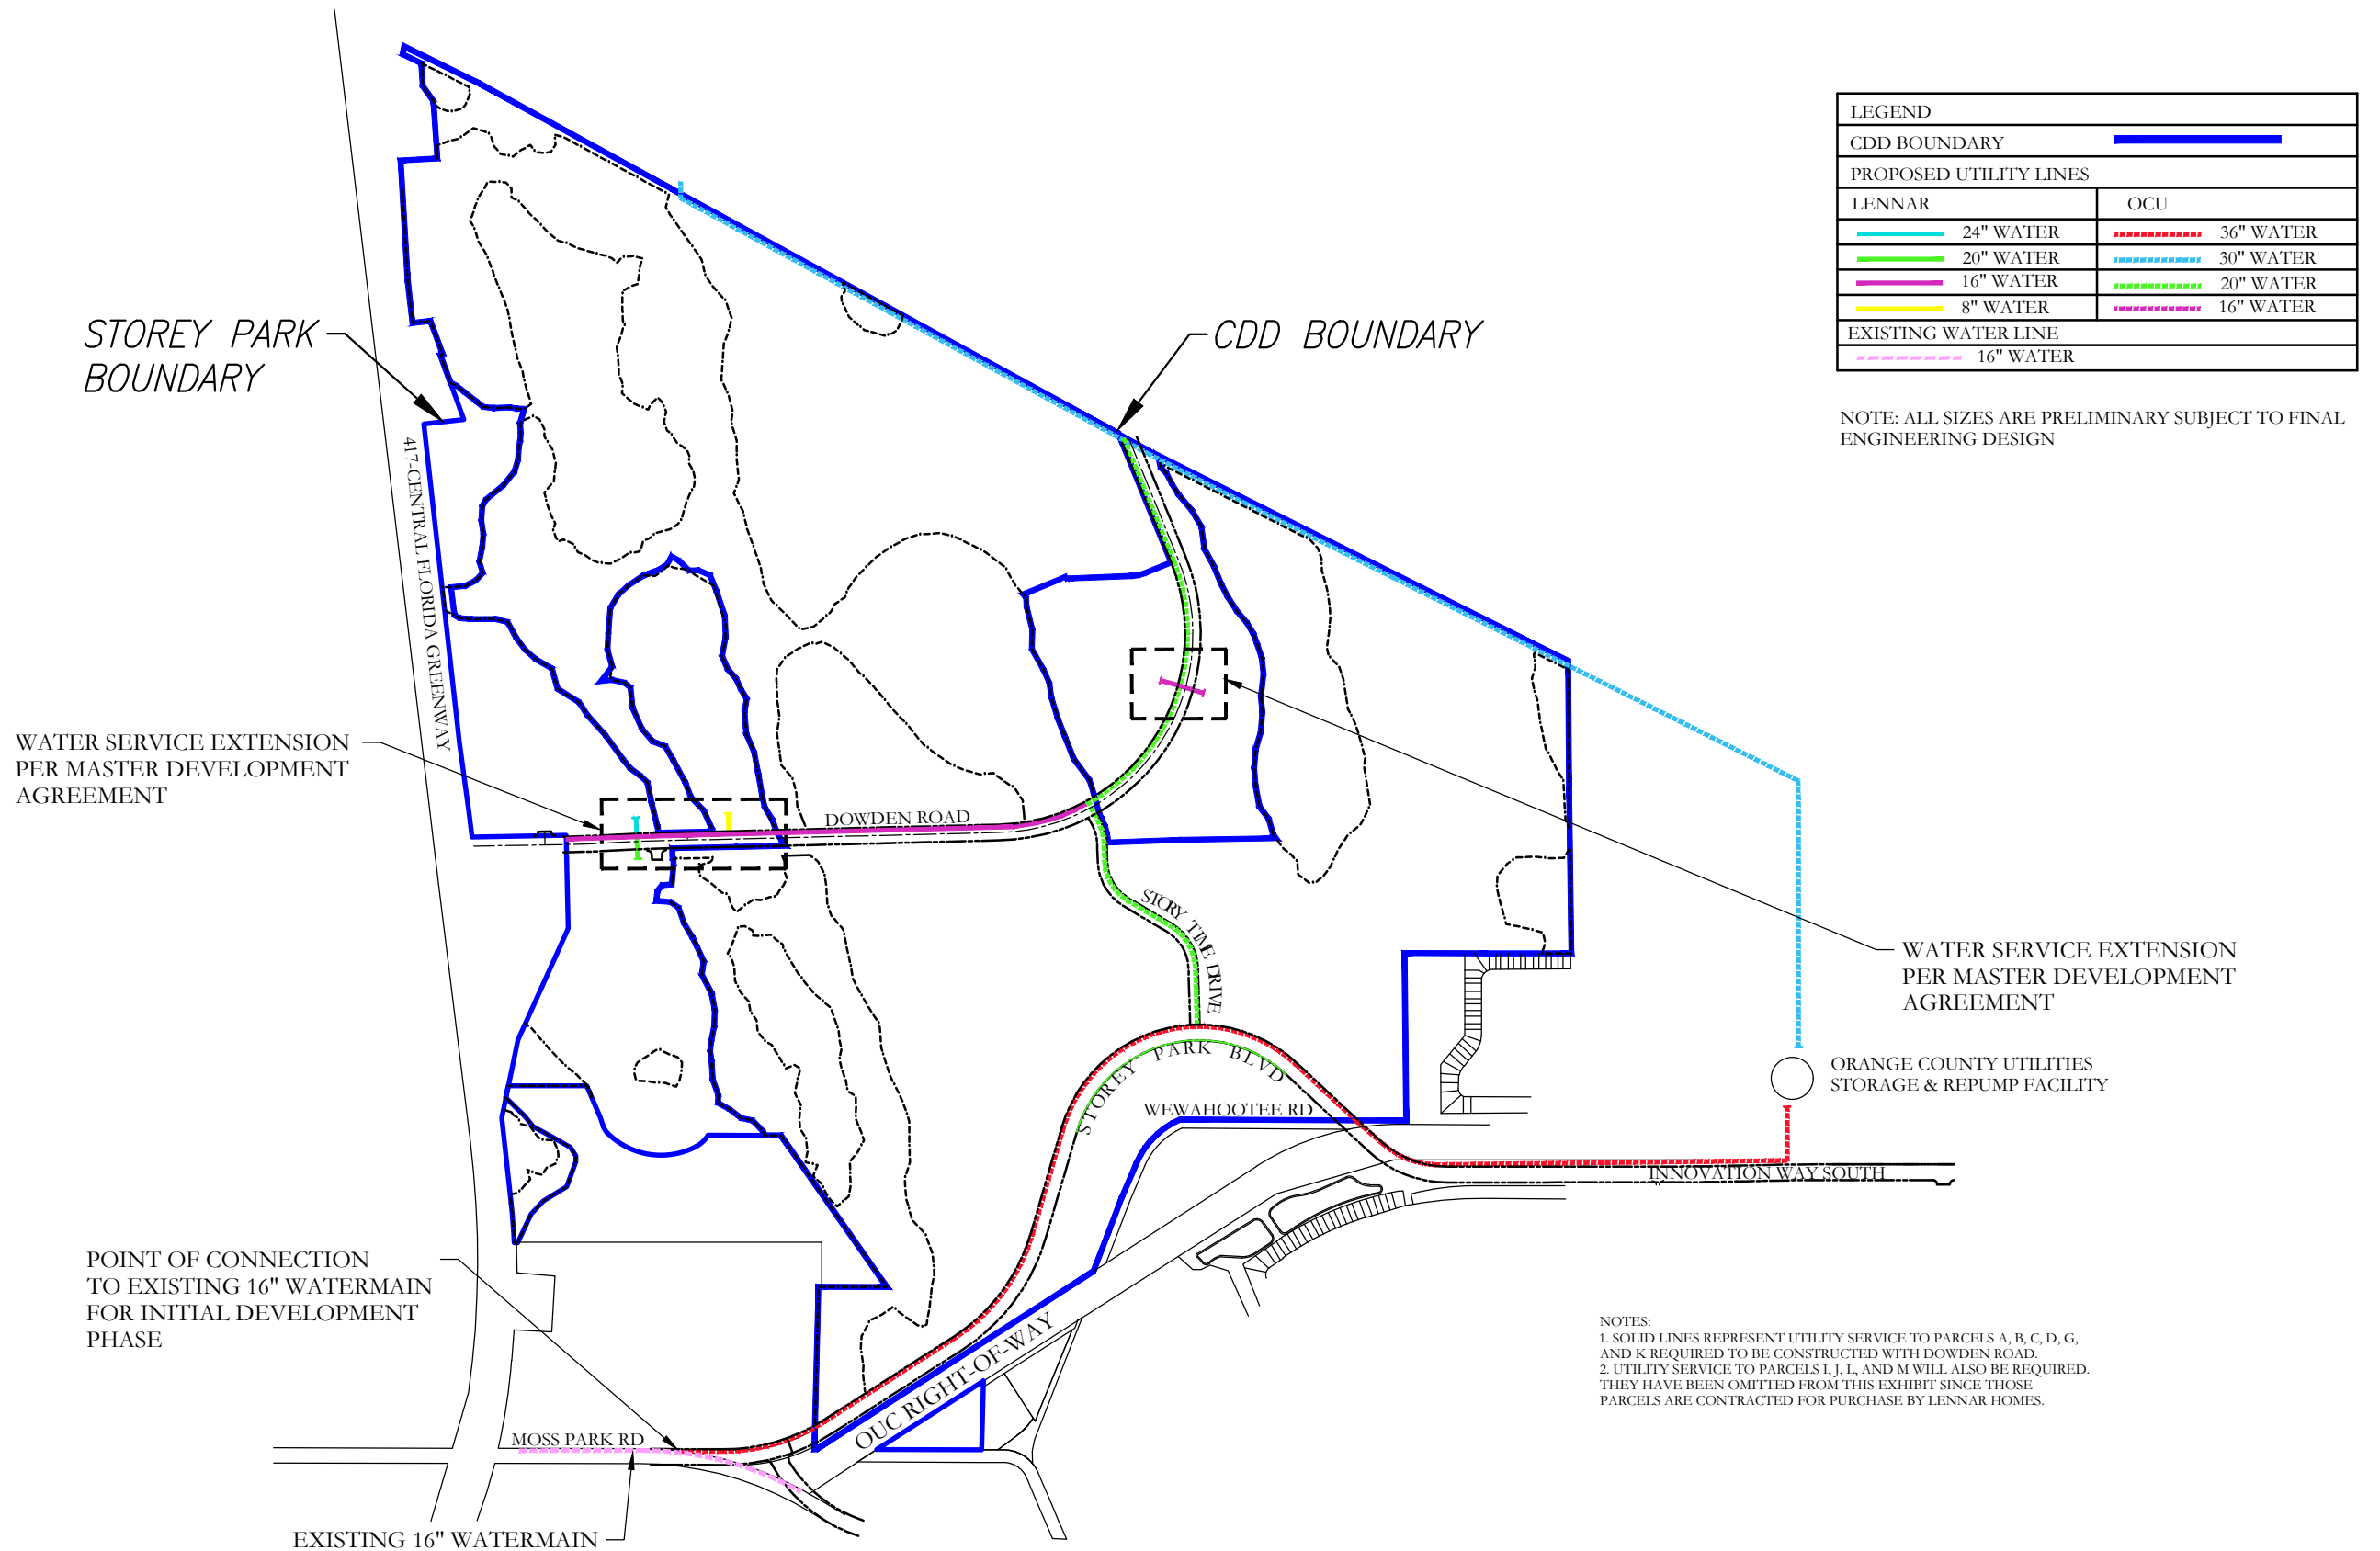 LEGEND
CDD BOUNDARY
PROPOSED UTILITY LINES
LENNAR
OCU
24" WATER
36" WATER
20" WATER
30" WATER
16" WATER
20" WATER
8" WATER
16" WATER
EXISTING WATER LINE
16" WATER
NOTE: ALL SIZES ARE PRELIMINARY SUBJECT TO FINAL
ENGINEERING DESIGN
STOREY PARK
BOUNDARY
CDD BOUNDARY
417-CENTRAL FLORIDA GREENWAY
WATER SERVICE EXTENSION
PER MASTER DEVELOPMENT
AGREEMENT
DOWDEN ROAD
STORY TIME DRIVE
WATER SERVICE EXTENSION
PER MASTER DEVELOPMENT
AGREEMENT
STOREY PARK BLVD
ORANGE COUNTY UTILITIES
STORAGE & REPUMP FACILITY
WEWAHOOTEE RD
INNOVATION WAY SOUTH
POINT OF CONNECTION
TO EXISTING 16" WATERMAIN
FOR INITIAL DEVELOPMENT
PHASE
OUC RIGHT-OF-WAY
NOTES:
1. SOLID LINES REPRESENT UTILITY SERVICE TO PARCELS A, B, C, D, G,
AND K REQUIRED TO BE CONSTRUCTED WITH DOWDEN ROAD.
2. UTILITY SERVICE TO PARCELS I, J, L, AND M WILL ALSO BE REQUIRED.
THEY HAVE BEEN OMITTED FROM THIS EXHIBIT SINCE THOSE
PARCELS ARE CONTRACTED FOR PURCHASE BY LENNAR HOMES.
MOSS PARK RD
EXISTING 16" WATERMAIN